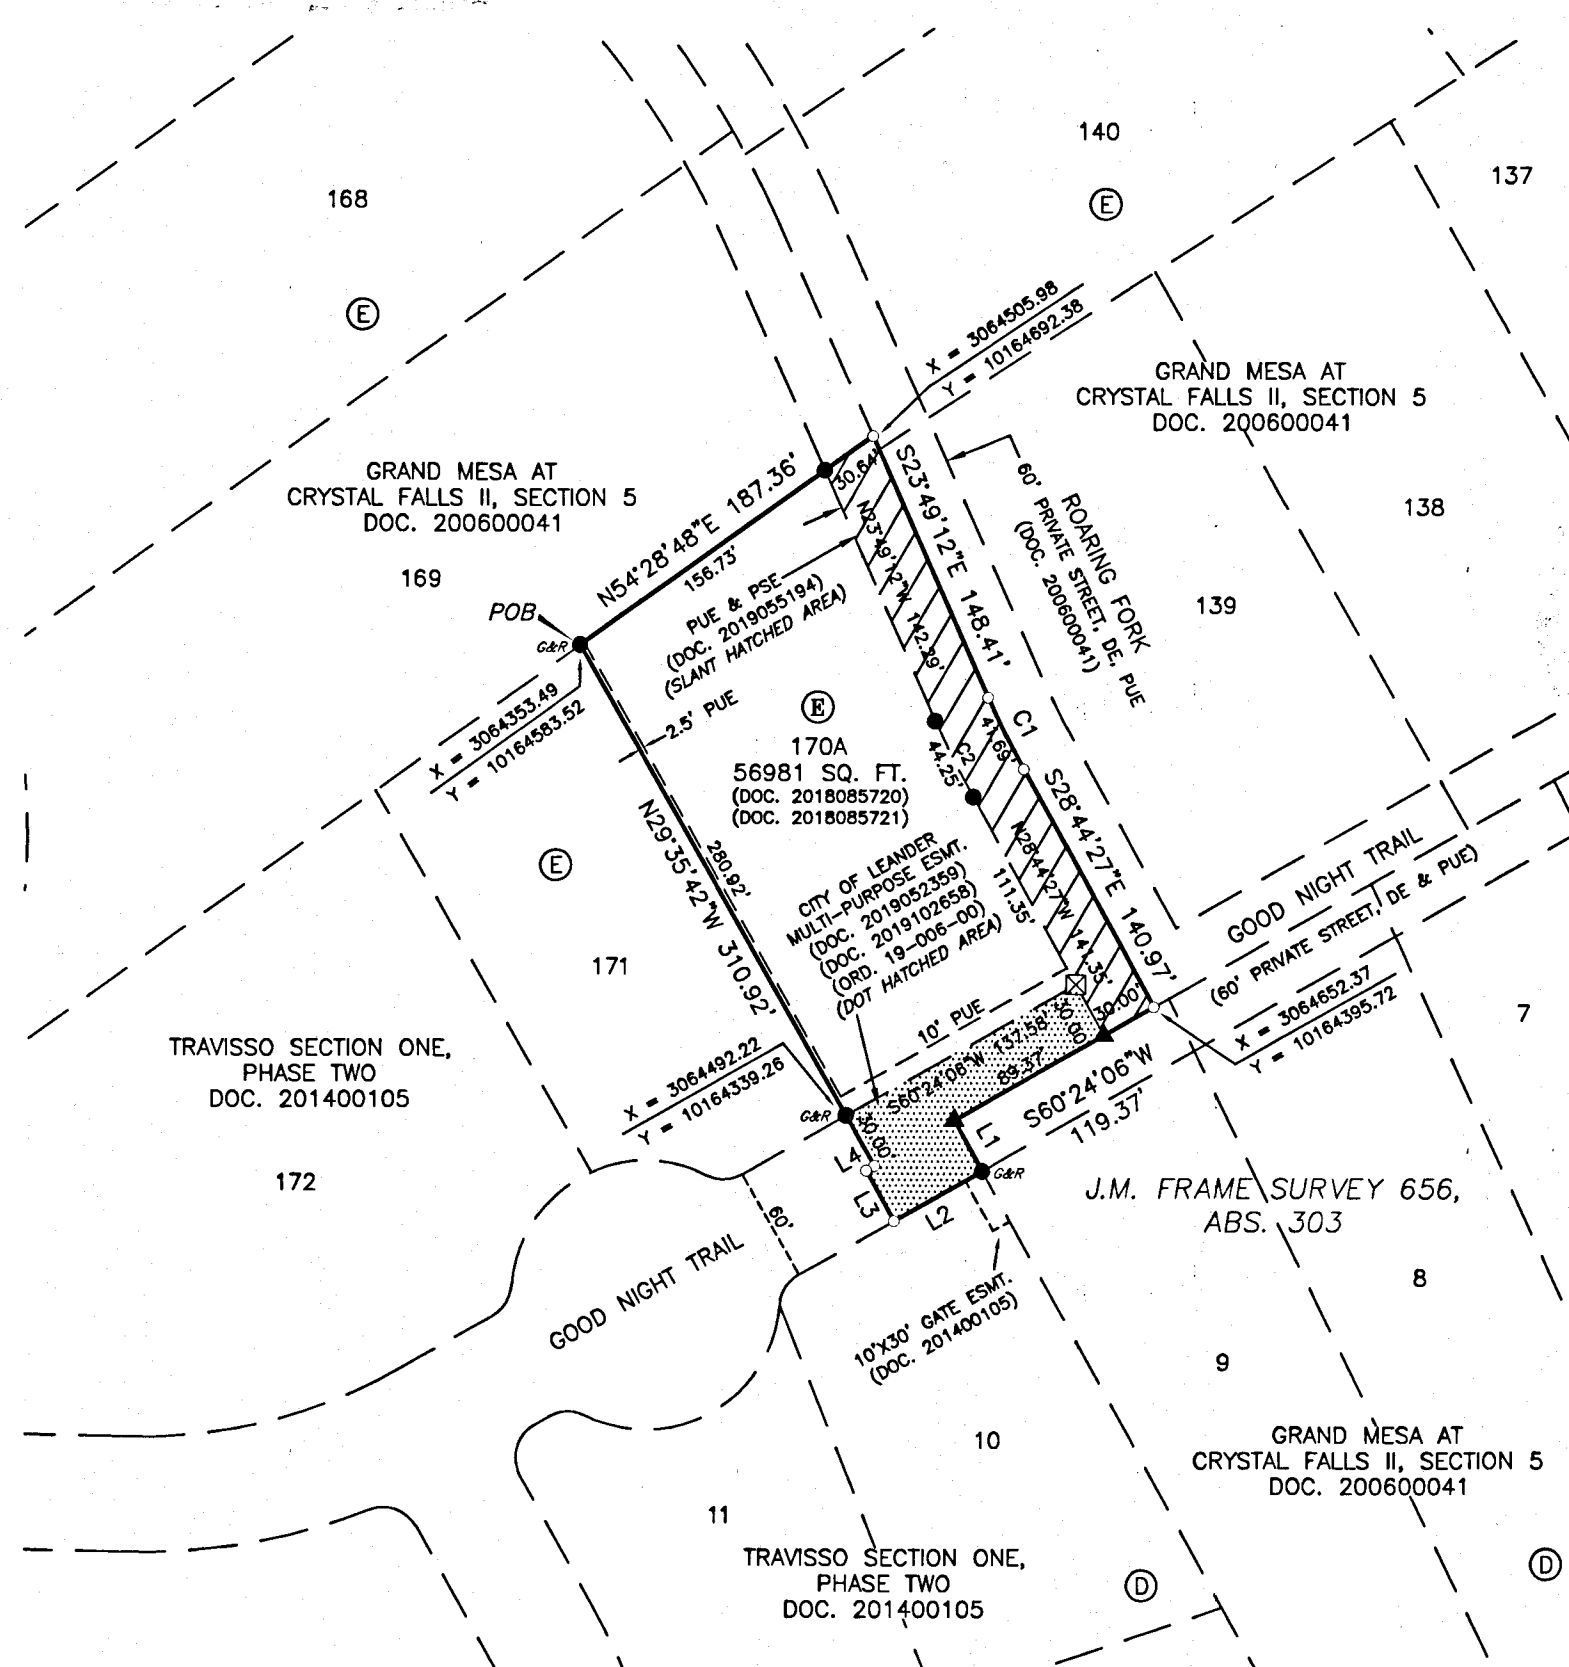 140
137
168
E
E
X = 3064505.98
Y = 10164692.38
GRAND MESA AT
CRYSTAL FALLS II, SECTION 5
DOC. 200600041
GRAND MESA AT
CRYSTAL FALLS II, SECTION 5
DOC. 200600041
169
N54°28'48"E 187.36'
156.73'
30.64'
S23°49'12"E 148.41'
N23°49'12"W 142.29'
60' PRIVATE STREET, DE, PUE
(DOC. 200600041)
ROARING FORK
138
139
POB
G&R
PUE & PSE
(DOC. 2019055194)
(SLANT HATCHED AREA)
X = 3064353.49
Y = 10164583.52
2.5' PUE
E
170A
56981 SQ. FT.
(DOC. 2018085720)
(DOC. 2018085721)
C1
41.69'
C2
44.25'
S28°44'27"E 140.97'
N28°44'27"W 141.35'
111.35'
N29°35'42"W 310.92'
280.92'
CITY OF LEANDER
MULTI-PURPOSE ESMT.
(DOC. 2019052359)
(DOC. 2019102658)
(ORD. 19-006-00)
(DOT HATCHED AREA)
E
171
GOOD NIGHT TRAIL
(60' PRIVATE STREET, DE & PUE)
X = 3064652.37
Y = 10164395.72
7
10' PUE
30.00'
30.00'
S60°24'06"W 137.58'
89.37'
S60°24'06"W
119.37'
TRAVISSO SECTION ONE,
PHASE TWO
DOC. 201400105
X = 3064492.22
Y = 10164339.26
G&R
30.00'
L4
L3
L2
L1
G&R
172
J.M. FRAME SURVEY 656,
ABS. 303
60'
GOOD NIGHT TRAIL
10'X30' GATE ESMT.
(DOC. 201400105)
8
9
10
11
GRAND MESA AT
CRYSTAL FALLS II, SECTION 5
DOC. 200600041
TRAVISSO SECTION ONE,
PHASE TWO
DOC. 201400105
D
D